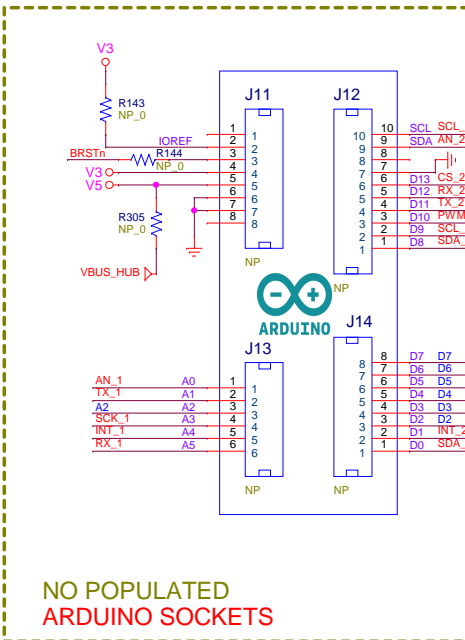 V3
R143
NP_0
IOREF
BRSTn
R144
NP_0
V3
V5
R305
NP_0
VBUS_HUB
J11
1 1
2 2
3 3
4 4
5 5
6 6
7 7
8 8
NP
J12
10 10 SCL SCL_
9 9 SDA AN_2
8 8
7 7
6 6 D13 CS_2
5 5 D12 RX_2
4 4 D11 TX_2
3 3 D10 PWM
2 2 D9 SCL_
1 1 D8 SDA_
NP
ARDUINO
J13
AN_1 A0 1 1
TX_1 A1 2 2
A2 A2 3 3
SCK_1 A3 4 4
INT_1 A4 5 5
RX_1 A5 6 6
NP
J14
8 8 D7 D7
7 7 D6 D6
6 6 D5 D5
5 5 D4 D4
4 4 D3 D3
3 3 D2 D2
2 2 D1 INT_2
1 1 D0 SDA_
NP
NO POPULATED
ARDUINO SOCKETS